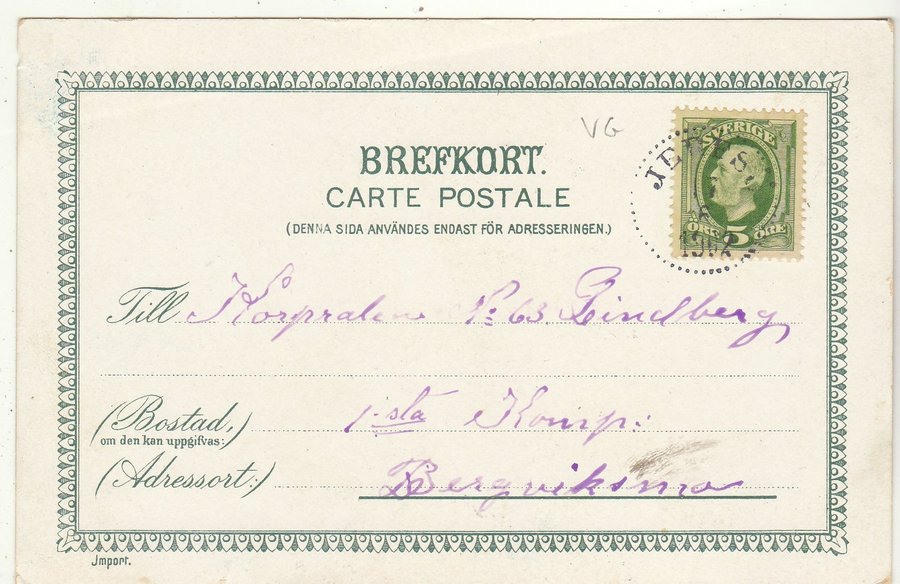 VG
BREFKORT.
CARTE POSTALE
(DENNA SIDA ANVÄNDES ENDAST FÖR ADRESSERINGEN.)
SVERIGE
ÖRE 5 ÖRE
Till Korpralen N: 63. Lindberg,
(Bostad,) 1-sta Komp:
om den kan uppgifvas:
(Adressort:) Bergviksmo
Import.